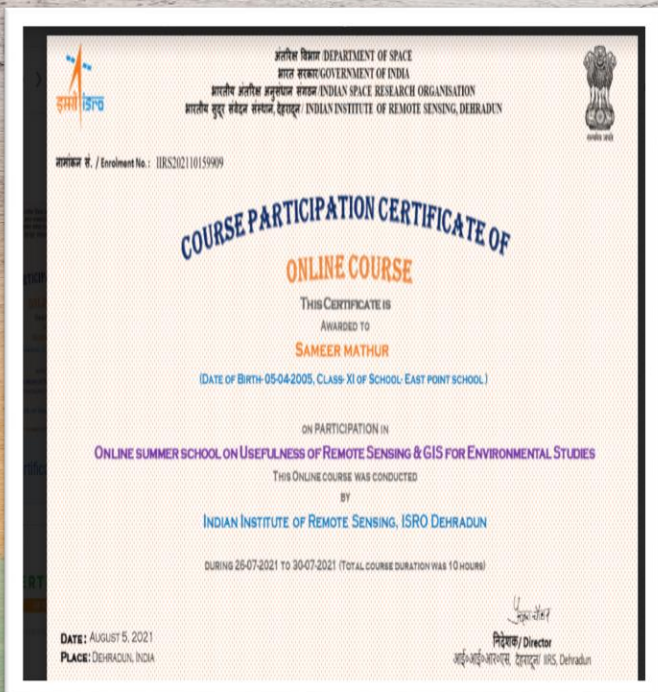 अंतरिक्ष विभाग/DEPARTMENT OF SPACE
भारत सरकार/GOVERNMENT OF INDIA
भारतीय अंतरिक्ष अनुसंधान संगठन/INDIAN SPACE RESEARCH ORGANISATION
भारतीय सुदूर संवेदन संस्थान, देहरादून/ INDIAN INSTITUTE OF REMOTE SENSING, DEHRADUN
इसरो isro
सत्यमेव जयते
नामांकन सं. / Enrolment No.: IIRS202110159909
COURSE PARTICIPATION CERTIFICATE OF
ONLINE COURSE
THIS CERTIFICATE IS
AWARDED TO
SAMEER MATHUR
(DATE OF BIRTH-05-04-2005, CLASS- XI OF SCHOOL- EAST POINT SCHOOL)
ON PARTICIPATION IN
ONLINE SUMMER SCHOOL ON USEFULNESS OF REMOTE SENSING & GIS FOR ENVIRONMENTAL STUDIES
THIS ONLINE COURSE WAS CONDUCTED
BY
INDIAN INSTITUTE OF REMOTE SENSING, ISRO DEHRADUN
DURING 26-07-2021 TO 30-07-2021 (TOTAL COURSE DURATION WAS 10 HOURS)
DATE: AUGUST 5, 2021
PLACE: DEHRADUN, INDIA
निदेशक/ Director
आई॰आई॰आर॰एस, देहरादून/ IIRS, Dehradun